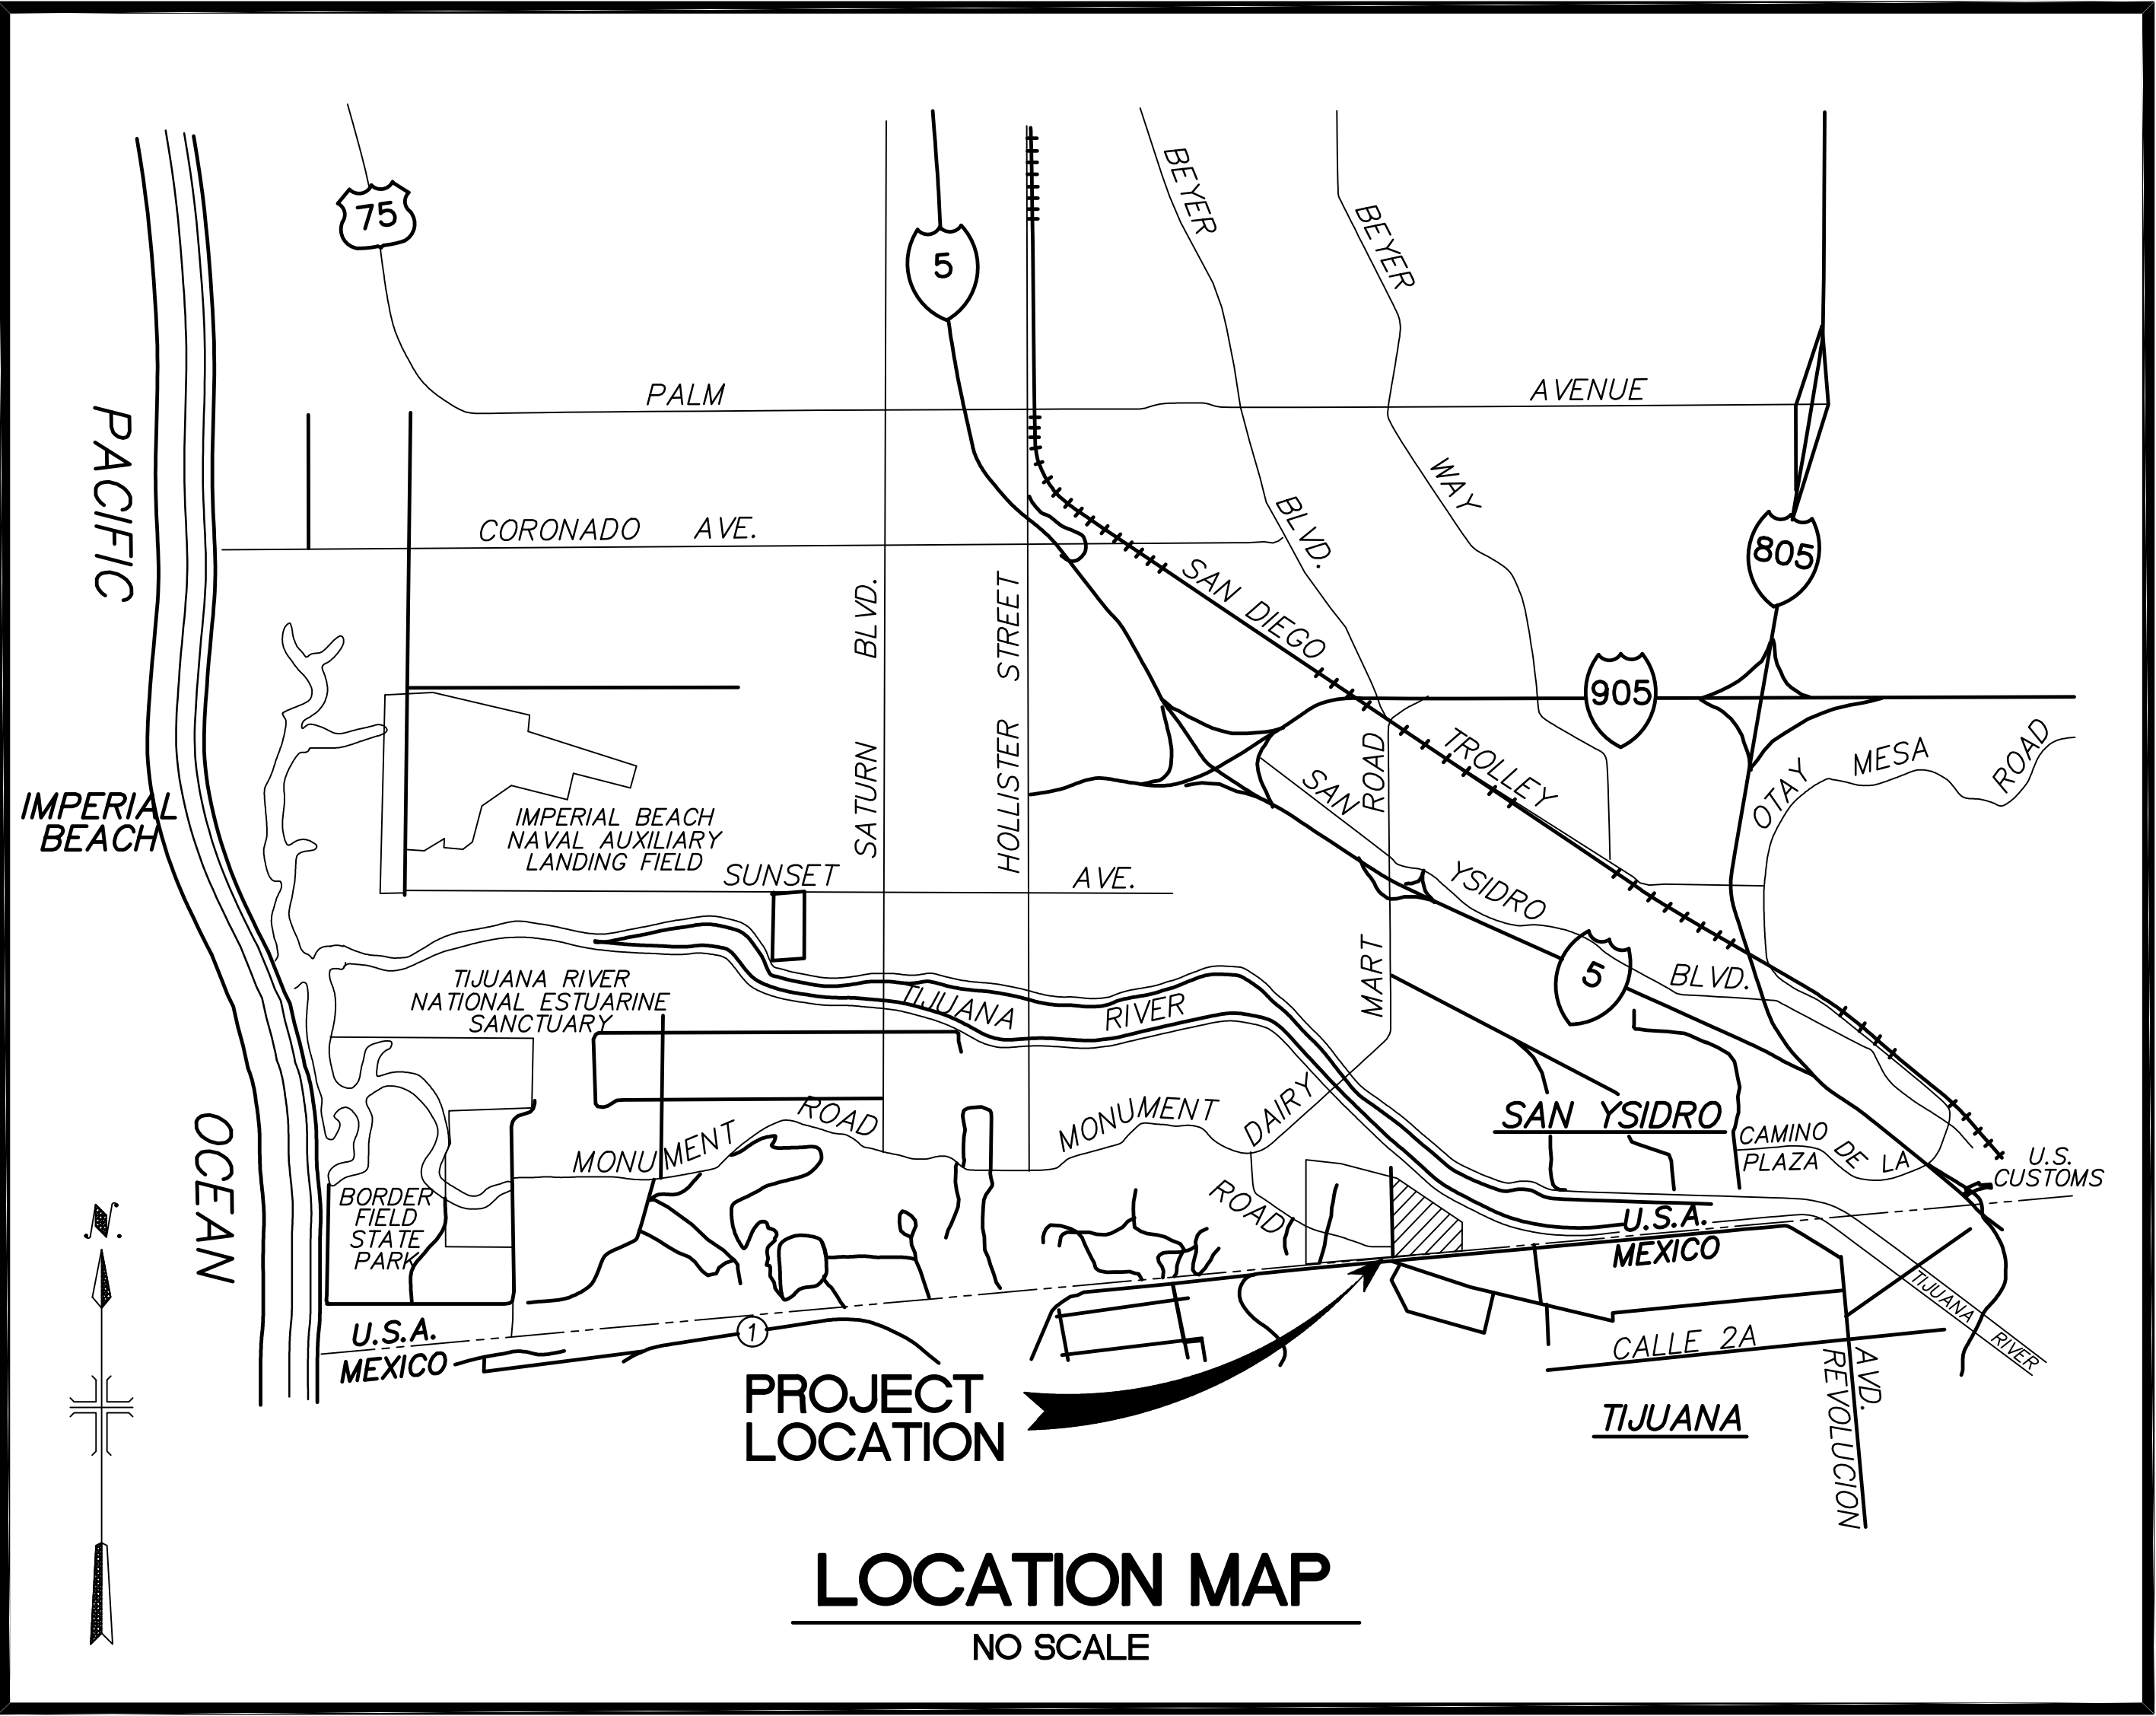 75
5
BEYER
BEYER
PALM
AVENUE
PACIFIC
WAY
CORONADO AVE.
BLVD.
805
SAN DIEGO
SATURN BLVD.
HOLLISTER STREET
905
TROLLEY
ROAD
MESA
ROAD
OTAY
SAN
IMPERIAL
BEACH
IMPERIAL BEACH
NAVAL AUXILIARY
LANDING FIELD
SUNSET
AVE.
YSIDRO
MART
BLVD.
5
TIJUANA RIVER
NATIONAL ESTUARINE
SANCTUARY
TIJUANA
RIVER
OCEAN
MONUMENT
ROAD
MONUMENT
DAIRY
ROAD
SAN YSIDRO
CAMINO
PLAZA
DE LA
U.S.
CUSTOMS
BORDER
FIELD
STATE
PARK
N.
U.S.A.
MEXICO
U.S.A.
MEXICO
1
TIJUANA
RIVER
CALLE 2A
AVD.
REVOLUCION
PROJECT
LOCATION
TIJUANA
LOCATION MAP
NO SCALE